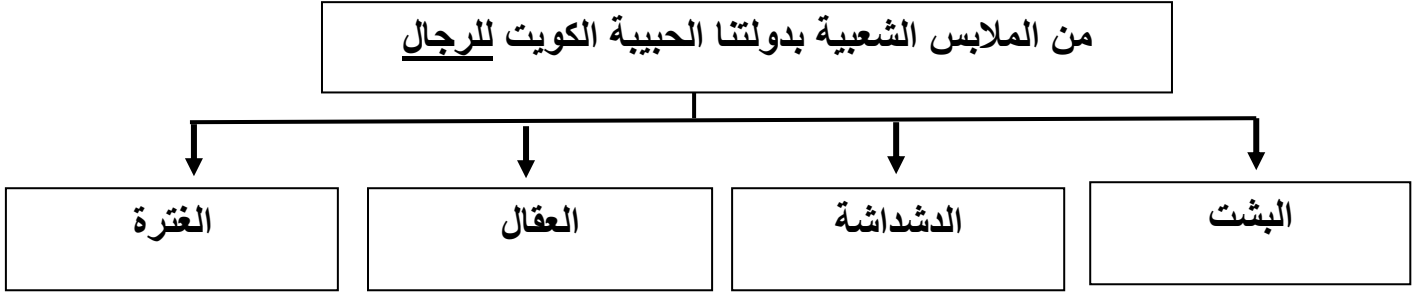 من الملابس الشعبية بدولتنا الحبيبة الكويت للرجال
البشت
الدشداشة
العقال
الغترة